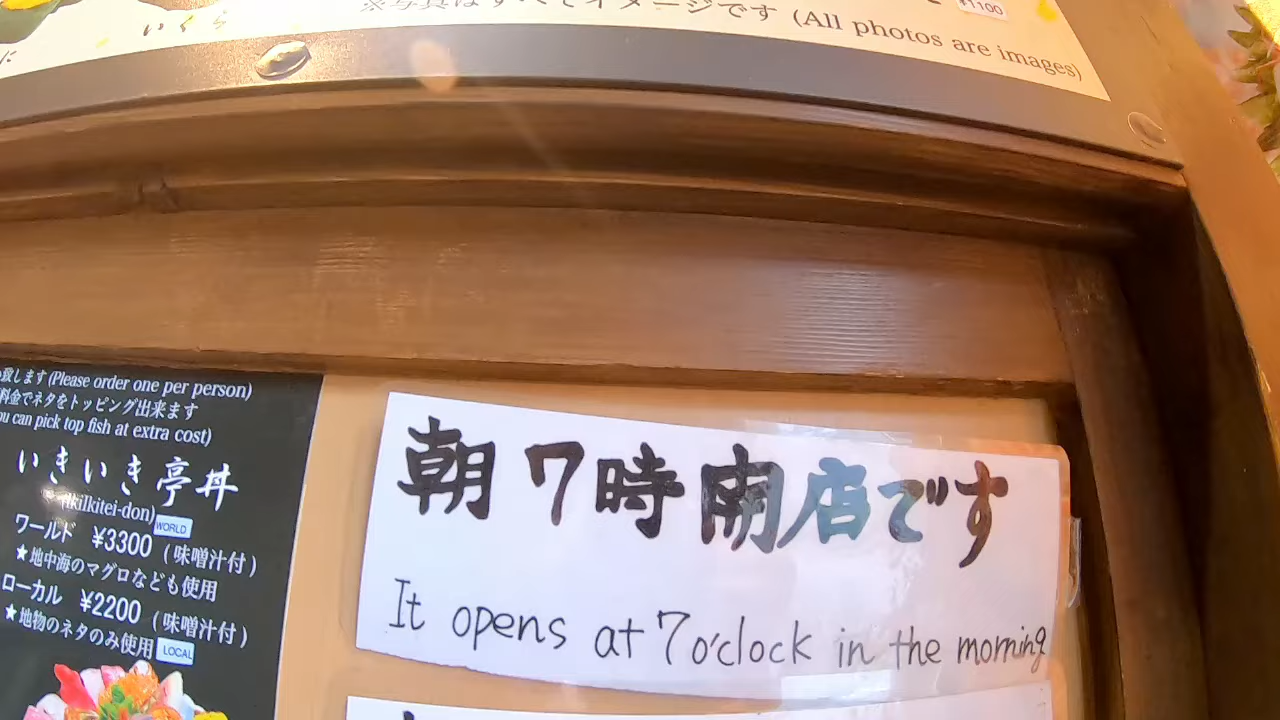 ¥1100
いくら
※写真はすべてイメージです (All photos are images)
致します (Please order one per person)
料金でネタをトッピング出来ます
can pick top fish at extra cost)
いきいき亭丼
(ikiikitei-don)
WORLD
ワールド ¥3300 (味噌汁付)
★地中海のマグロなども使用
ローカル ¥2200 (味噌汁付)
★地物のネタのみ使用 LOCAL
朝7時開店です
It opens at 7 o'clock in the morning